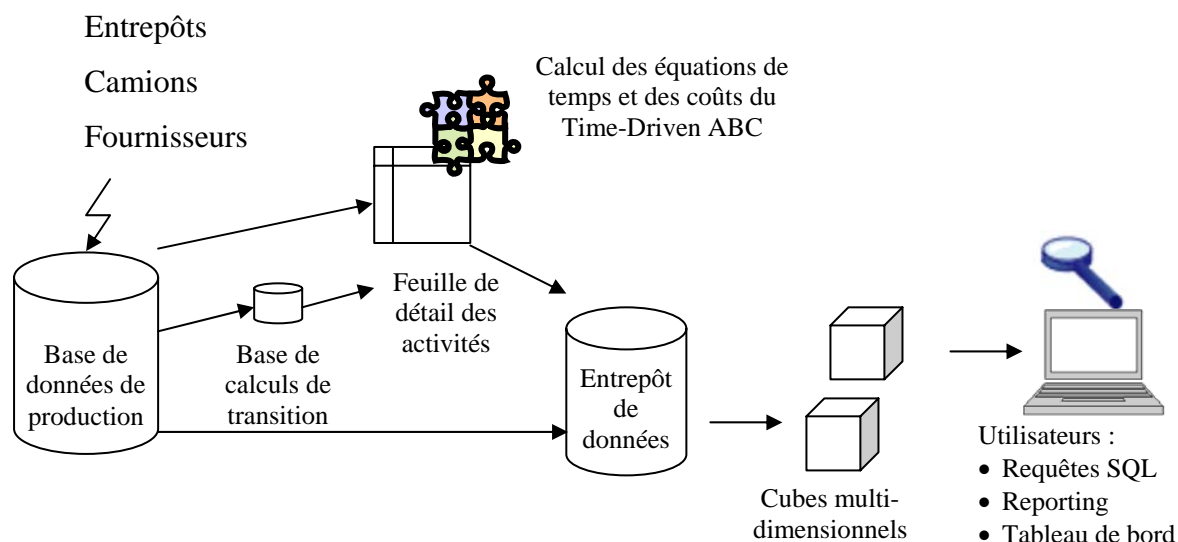 Entrepôts
Camions
Fournisseurs
Calcul des équations de
temps et des coûts du
Time-Driven ABC
Feuille de
détail des
activités
Base de
données de
production
Base de
calculs de
transition
Entrepôt
de
données
Cubes multi-
dimensionnels
Utilisateurs :
• Requêtes SQL
• Reporting
• Tableau de bord